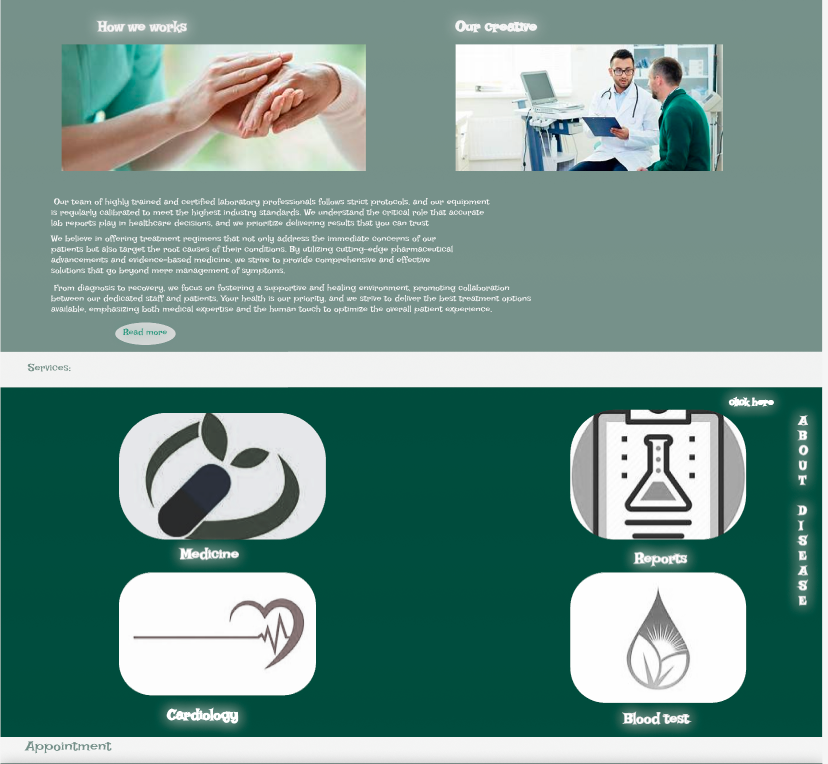 How we works
Our creative
Our team of highly trained and certified laboratory professionals follows strict protocols, and our equipment
is regularly calibrated to meet the highest industry standards. We understand the critical role that accurate
lab reports play in healthcare decisions, and we prioritize delivering results that you can trust
We believe in offering treatment regimens that not only address the immediate concerns of our
patients but also target the root causes of their conditions. By utilizing cutting-edge pharmaceutical
advancements and evidence-based medicine, we strive to provide comprehensive and effective
solutions that go beyond mere management of symptoms.
From diagnosis to recovery, we focus on fostering a supportive and healing environment, promoting collaboration
between our dedicated staff and patients. Your health is our priority, and we strive to deliver the best treatment options
available, emphasizing both medical expertise and the human touch to optimize the overall patient experience.
Read more
Services:
click here
ABOUT DISEASE
Medicine
Reports
Cardiology
Blood test
Appointment